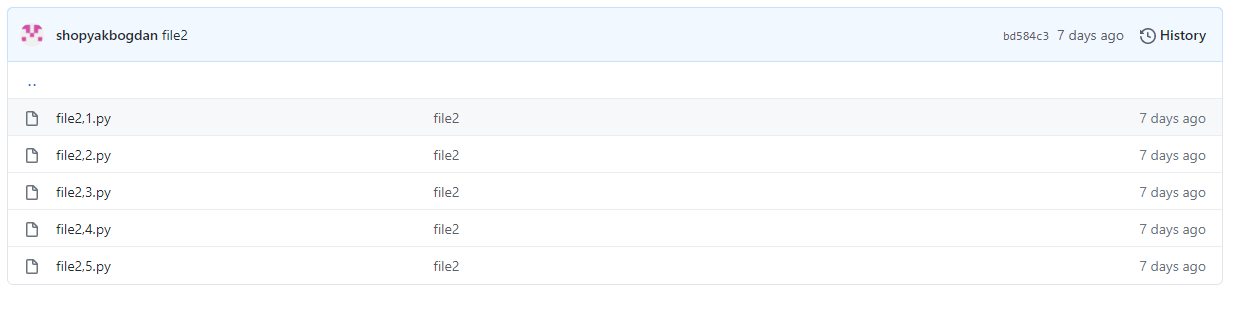 shopyakbogdan file2 bd584c3 7 days ago History
..
file2,1.py file2 7 days ago
file2,2.py file2 7 days ago
file2,3.py file2 7 days ago
file2,4.py file2 7 days ago
file2,5.py file2 7 days ago